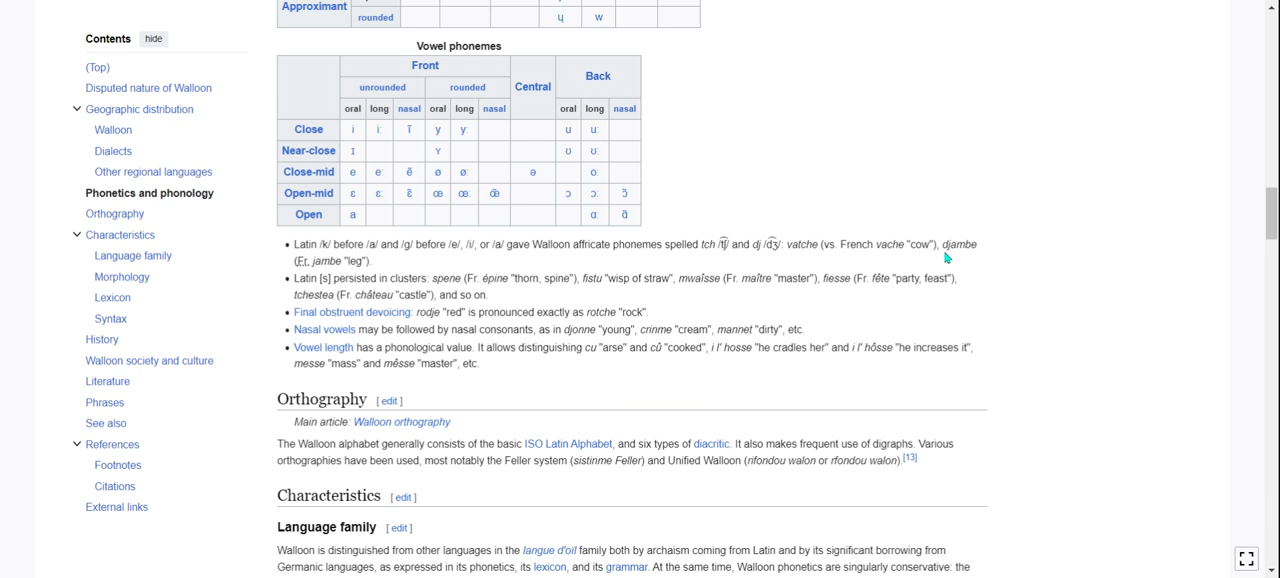 Approximant
rounded ɥ w
Contents hide
(Top)
Disputed nature of Walloon
Geographic distribution
Walloon
Dialects
Other regional languages
Phonetics and phonology
Orthography
Characteristics
Language family
Morphology
Lexicon
Syntax
History
Walloon society and culture
Literature
Phrases
See also
References
Footnotes
Citations
External links
Vowel phonemes
Front Central Back
unrounded rounded
oral long nasal oral long nasal oral long nasal
Close i iː ĩ y yː u uː
Near-close ɪ ʏ ʊ ʊː
Close-mid e eː ẽ ø øː ə oː
Open-mid ɛ ɛː ɛ̃ œ œː œ̃ ɔ ɔː ɔ̃
Open a ɑː ɑ̃
• Latin /k/ before /a/ and /g/ before /e/, /i/, or /a/ gave Walloon affricate phonemes spelled tch /t͡ʃ/ and dj /d͡ʒ/: vatche (vs. French vache "cow"), djambe
(Fr. jambe "leg").
• Latin [s] persisted in clusters: spene (Fr. épine "thorn, spine"), fistu "wisp of straw", mwaîsse (Fr. maître "master"), fiesse (Fr. fête "party, feast"),
tchestea (Fr. château "castle"), and so on.
• Final obstruent devoicing: rodje "red" is pronounced exactly as rotche "rock".
• Nasal vowels may be followed by nasal consonants, as in djonne "young", crinme "cream", mannet "dirty", etc.
• Vowel length has a phonological value. It allows distinguishing cu "arse" and cû "cooked", i l' hosse "he cradles her" and i l' hôsse "he increases it",
messe "mass" and mêsse "master", etc.
Orthography [ edit ]
Main article: Walloon orthography
The Walloon alphabet generally consists of the basic ISO Latin Alphabet, and six types of diacritic. It also makes frequent use of digraphs. Various
orthographies have been used, most notably the Feller system (sistinme Feller) and Unified Walloon (rifondou walon or rfondou walon).[13]
Characteristics [ edit ]
Language family [ edit ]
Walloon is distinguished from other languages in the langue d'oïl family both by archaism coming from Latin and by its significant borrowing from
Germanic languages, as expressed in its phonetics, its lexicon, and its grammar. At the same time, Walloon phonetics are singularly conservative: the